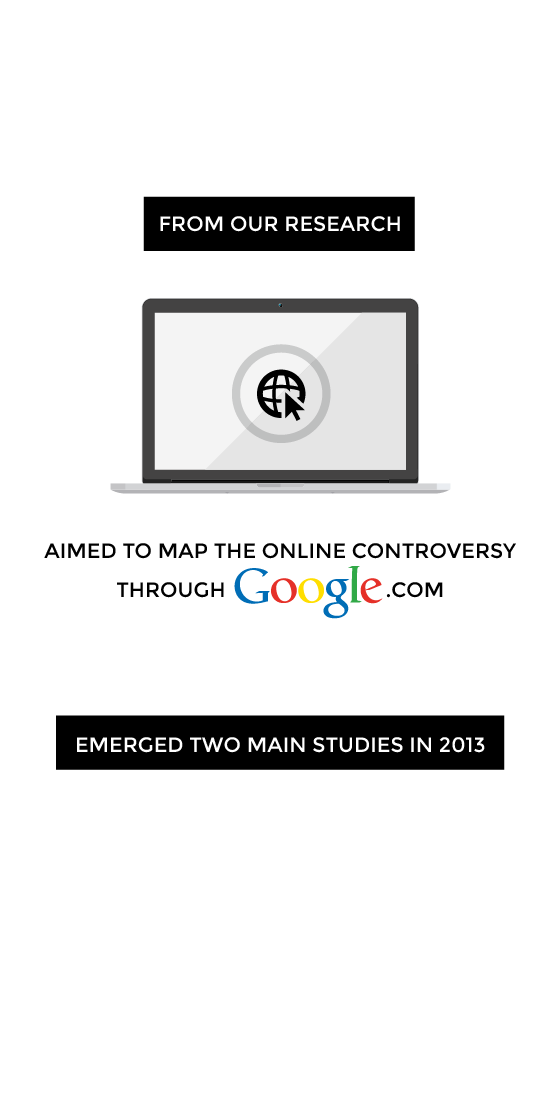 FROM OUR RESEARCH
AIMED TO MAP THE ONLINE CONTROVERSY
THROUGH Google.COM
EMERGED TWO MAIN STUDIES IN 2013